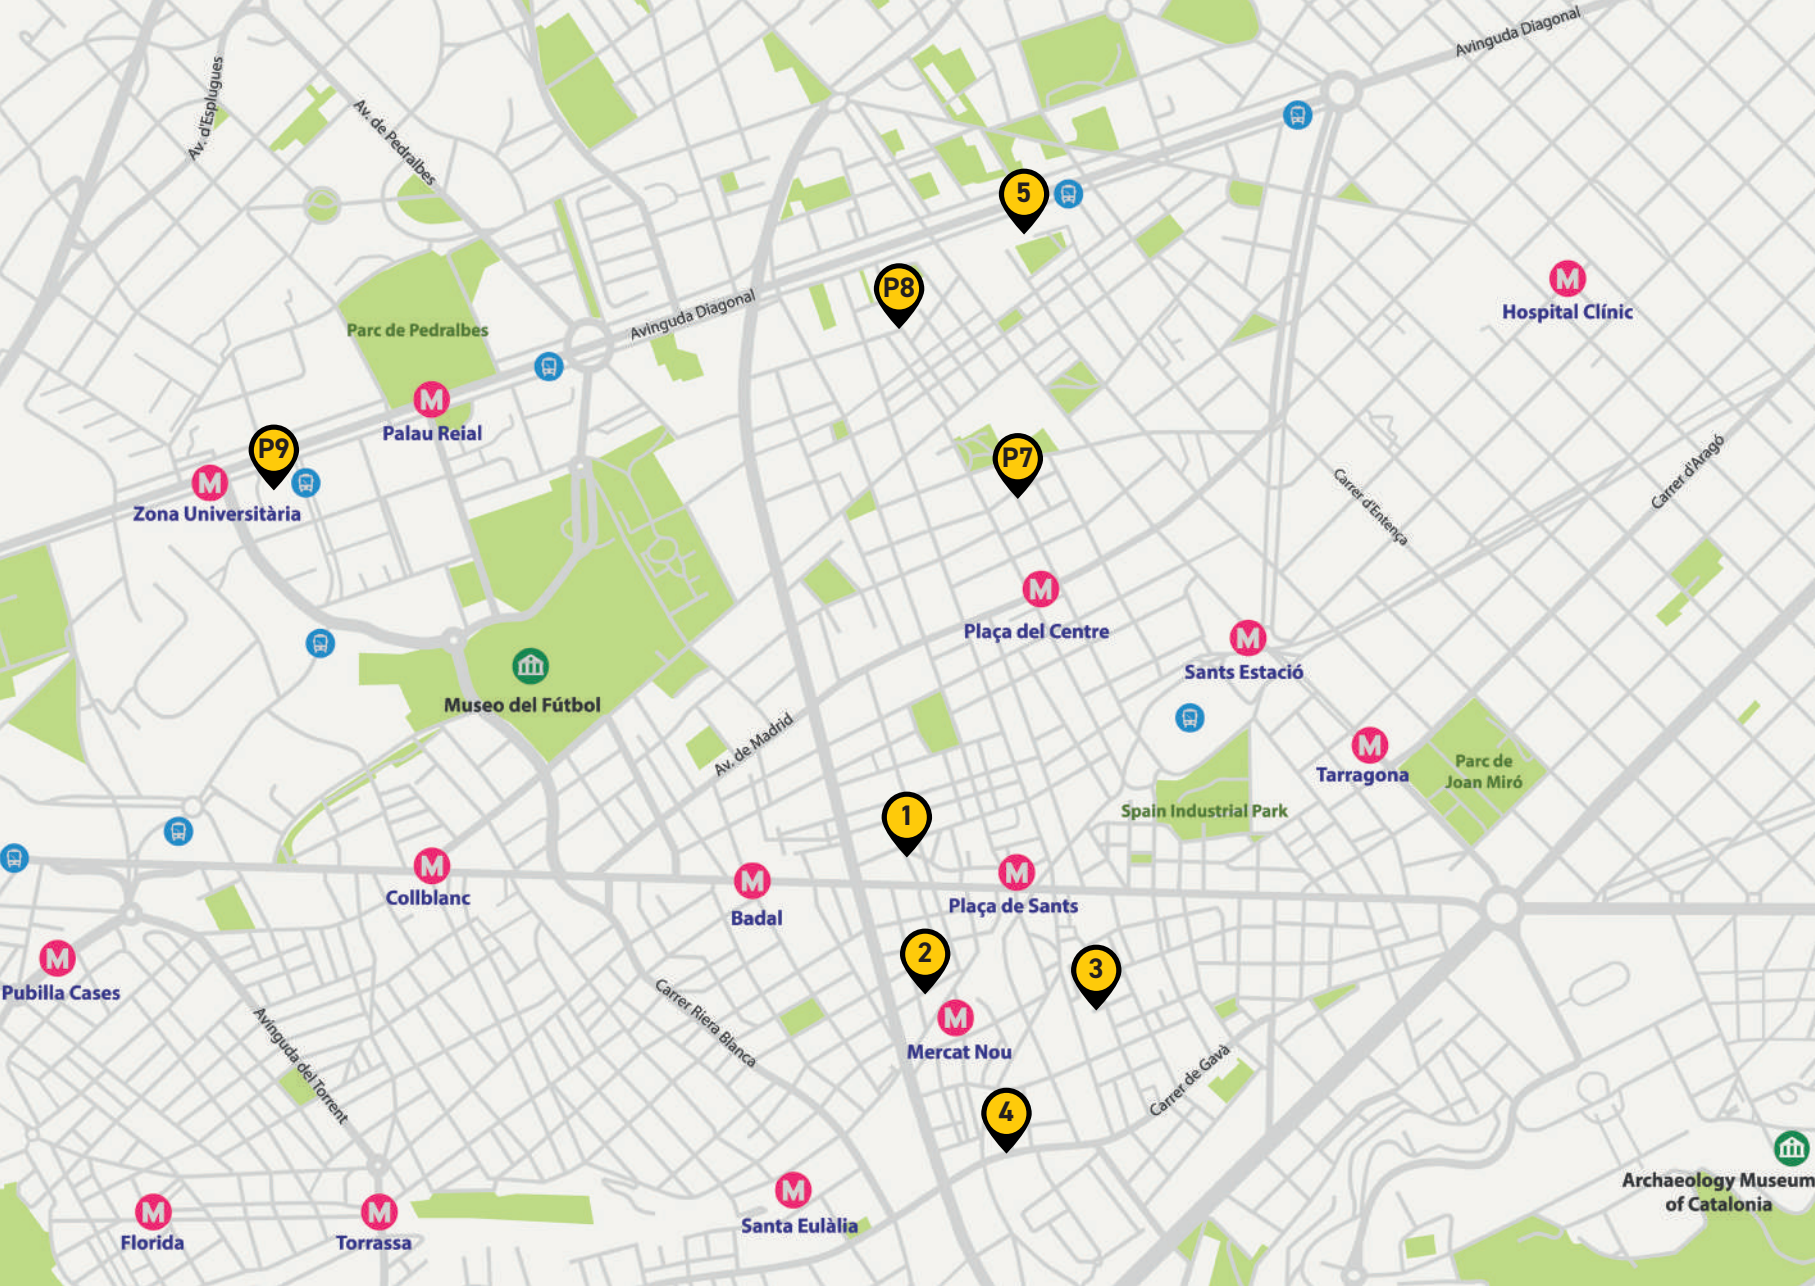 Avinguda Diagonal
Av. d'Esplugues
Av. de Pedralbes
5
M
Hospital Clínic
P8
Avinguda Diagonal
Parc de Pedralbes
M
Palau Reial
P9
M
Zona Universitària
P7
Carrer d'Entença
Carrer d'Aragó
M
Plaça del Centre
M
Sants Estació
Museo del Fútbol
Av. de Madrid
M
Tarragona
Parc de
Joan Miró
Spain Industrial Park
1
M
Collblanc
M
Badal
M
Plaça de Sants
2
3
M
Pubilla Cases
M
Mercat Nou
Carrer Riera Blanca
Avinguda del Torrent
Carrer de Gavà
4
Archaeology Museum
of Catalonia
M
Florida
M
Torrassa
M
Santa Eulàlia